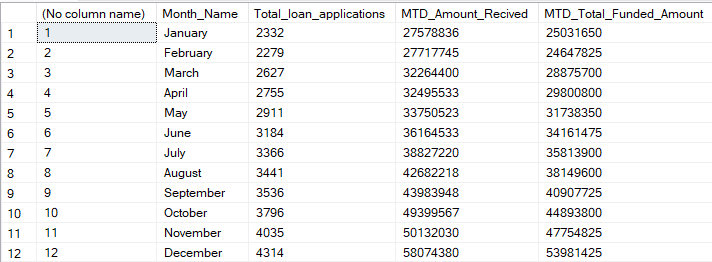 (No column name) Month_Name Total_loan_applications MTD_Amount_Recived MTD_Total_Funded_Amount
1 1 January 2332 27578836 25031650
2 2 February 2279 27717745 24647825
3 3 March 2627 32264400 28875700
4 4 April 2755 32495533 29800800
5 5 May 2911 33750523 31738350
6 6 June 3184 36164533 34161475
7 7 July 3366 38827220 35813900
8 8 August 3441 42682218 38149600
9 9 September 3536 43983948 40907725
10 10 October 3796 49399567 44893800
11 11 November 4035 50132030 47754825
12 12 December 4314 58074380 53981425